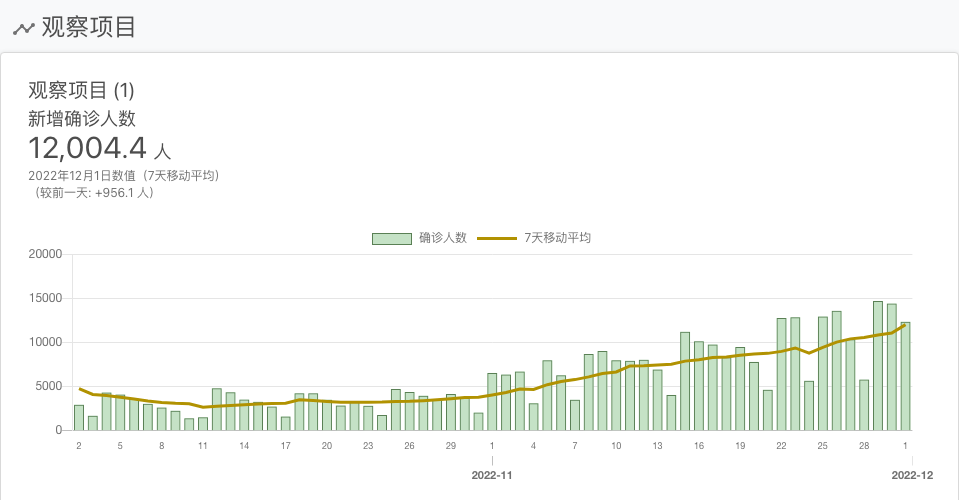 观察项目
观察项目 (1)
新增确诊人数
12,004.4 人
2022年12月1日数值（7天移动平均）
（较前一天: +956.1 人）
确诊人数 7天移动平均
20000
15000
10000
5000
0
2 5 8 11 14 17 20 23 26 29 1 4 7 10 13 16 19 22 25 28 1
2022-11 2022-12